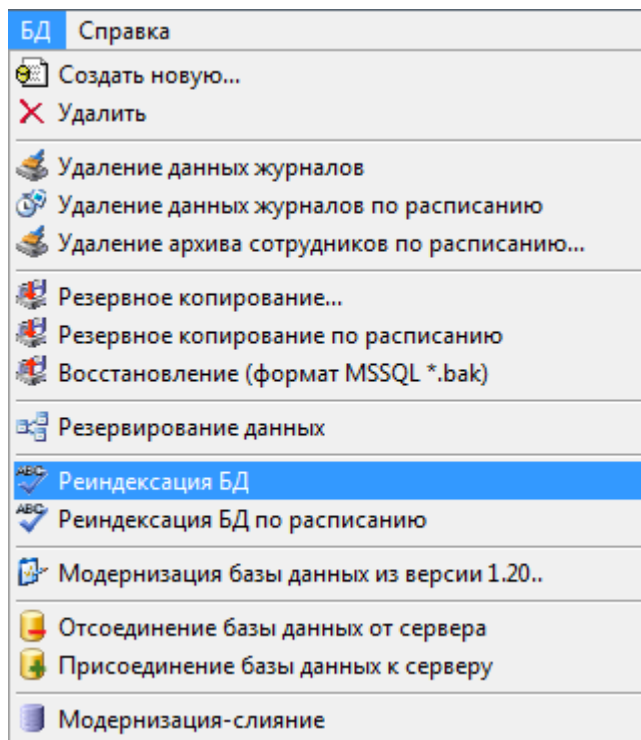 БД Справка
Создать новую...
Удалить
Удаление данных журналов
Удаление данных журналов по расписанию
Удаление архива сотрудников по расписанию...
Резервное копирование...
Резервное копирование по расписанию
Восстановление (формат MSSQL *.bak)
Резервирование данных
ABC Реиндексация БД
ABC Реиндексация БД по расписанию
Модернизация базы данных из версии 1.20..
Отсоединение базы данных от сервера
Присоединение базы данных к серверу
Модернизация-слияние